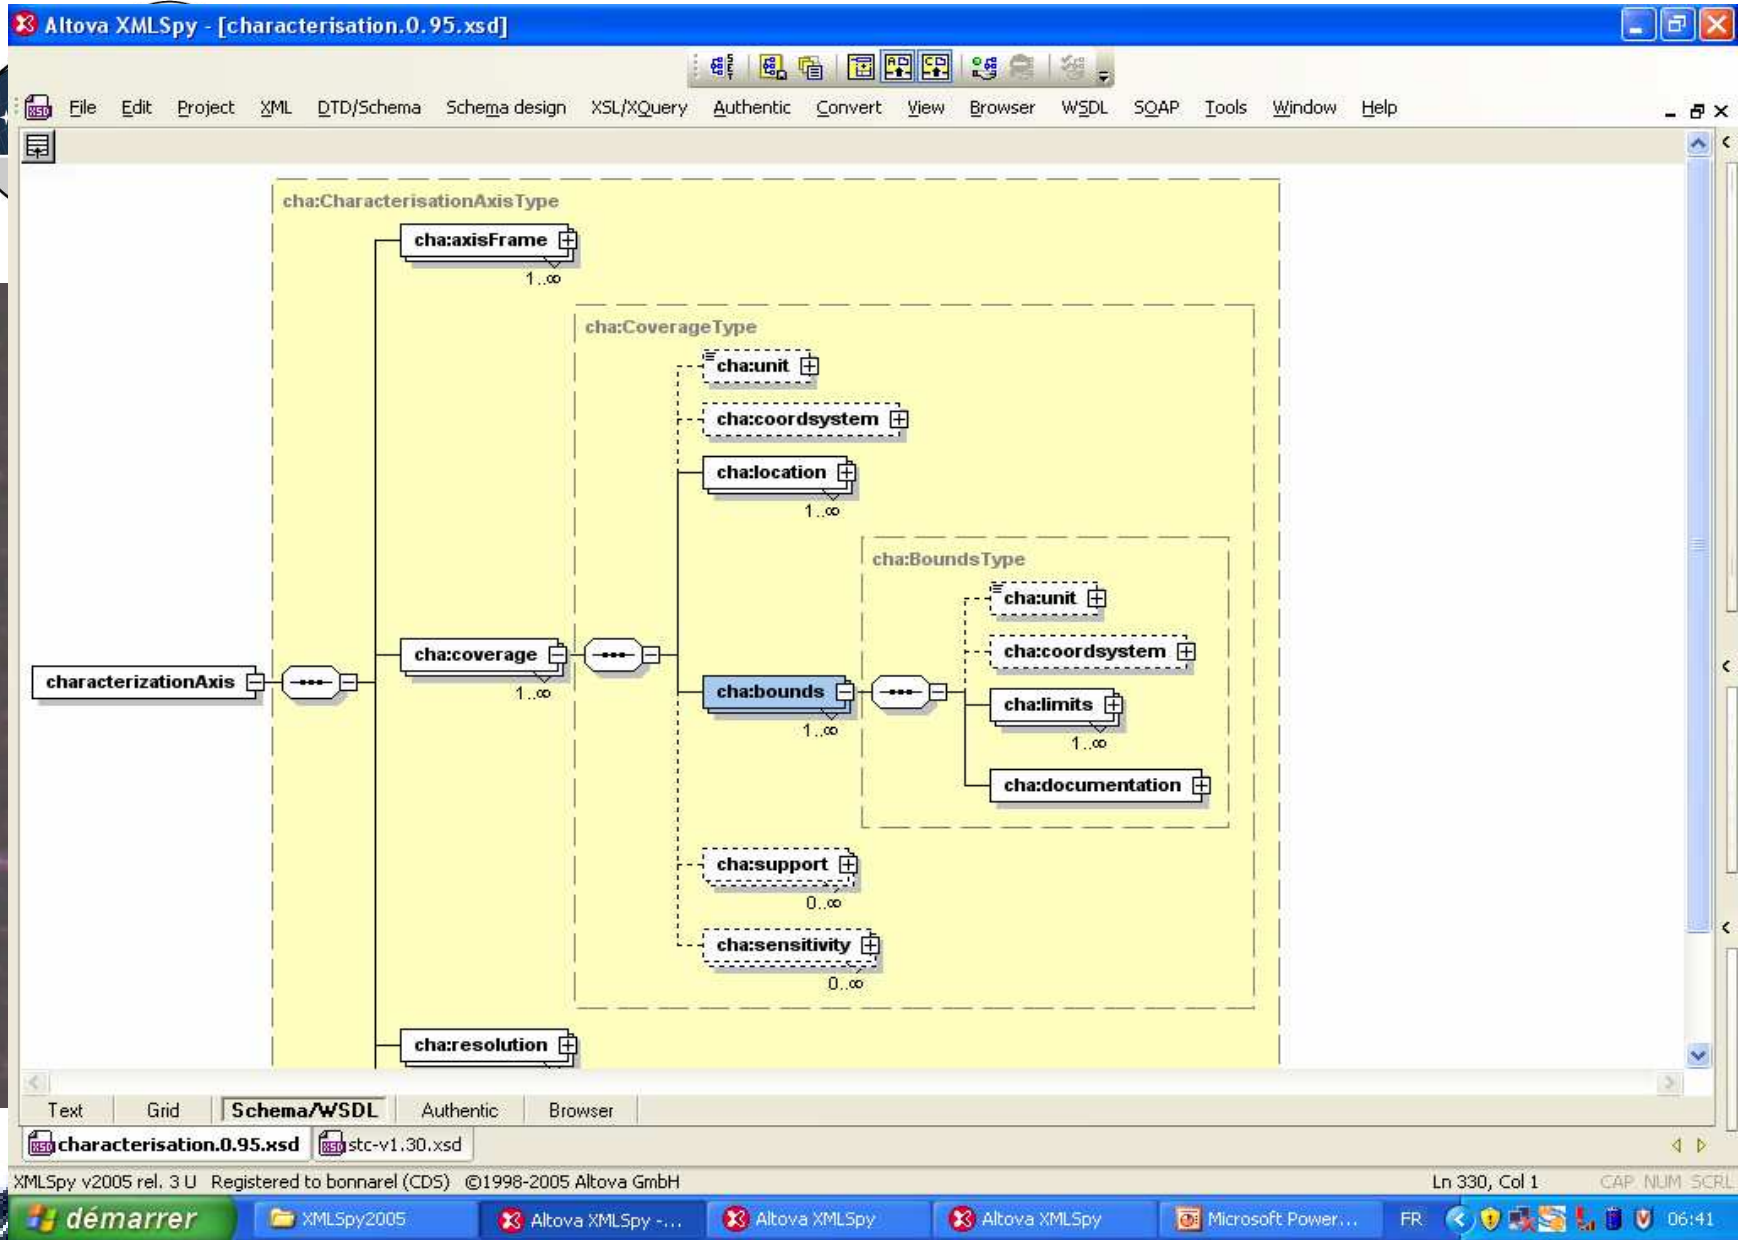 Altova XMLSpy - [characterisation.0.95.xsd]
File Edit Project XML DTD/Schema Schema design XSL/XQuery Authentic Convert View Browser WSDL SOAP Tools Window Help
cha:CharacterisationAxisType
cha:axisFrame
1..∞
cha:CoverageType
cha:unit
cha:coordsystem
cha:location
1..∞
cha:BoundsType
cha:unit
cha:coordsystem
cha:coverage
1..∞
characterizationAxis
cha:bounds
1..∞
cha:limits
1..∞
cha:documentation
cha:support
0..∞
cha:sensitivity
0..∞
cha:resolution
Text Grid Schema/WSDL Authentic Browser
characterisation.0.95.xsd stc-v1.30.xsd
XMLSpy v2005 rel. 3 U Registered to bonnarel (CDS) ©1998-2005 Altova GmbH Ln 330, Col 1 CAP NUM SCRL
démarrer XMLSpy2005 Altova XMLSpy -... Altova XMLSpy Altova XMLSpy Microsoft Power... FR 06:41